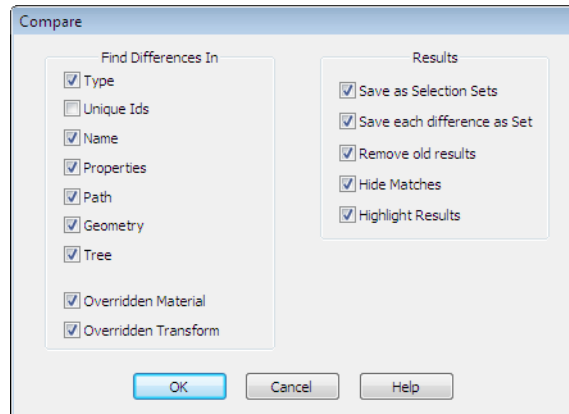 Compare
Find Differences In
Type
Unique Ids
Name
Properties
Path
Geometry
Tree
Overridden Material
Overridden Transform
Results
Save as Selection Sets
Save each difference as Set
Remove old results
Hide Matches
Highlight Results
OK
Cancel
Help